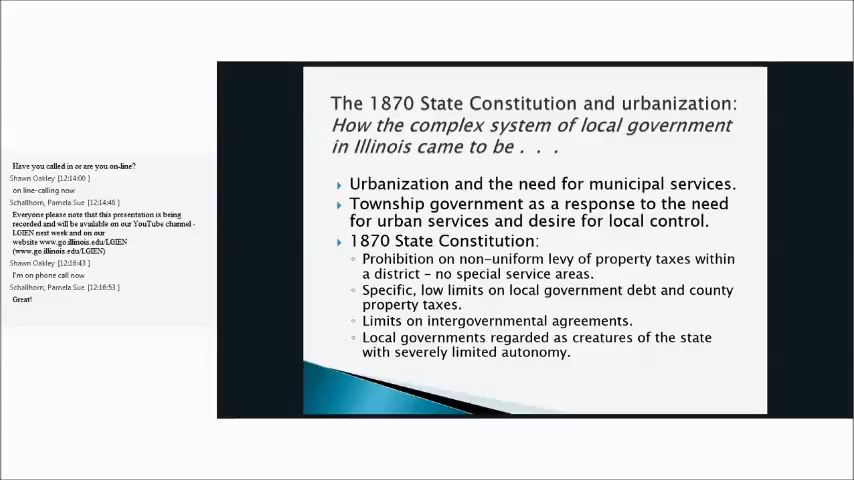 Have you called in or are you on-line?
Shawn Oakley [12:14:00 ]
on line-calling now
Schallhorn, Pamela Sue [12:14:46 ]
Everyone please note that this presentation is being
recorded and will be available on our YouTube channel -
LGIEN next week and on our
website www.go.illinois.edu/LGIEN
(www.go.illinois.edu/LGIEN)
Shawn Oakley [12:16:43 ]
I'm on phone call now
Schallhorn, Pamela Sue [12:16:53 ]
Great!
The 1870 State Constitution and urbanization:
How the complex system of local government
in Illinois came to be . . .
Urbanization and the need for municipal services.
Township government as a response to the need
for urban services and desire for local control.
1870 State Constitution:
Prohibition on non-uniform levy of property taxes within
a district – no special service areas.
Specific, low limits on local government debt and county
property taxes.
Limits on intergovernmental agreements.
Local governments regarded as creatures of the state
with severely limited autonomy.